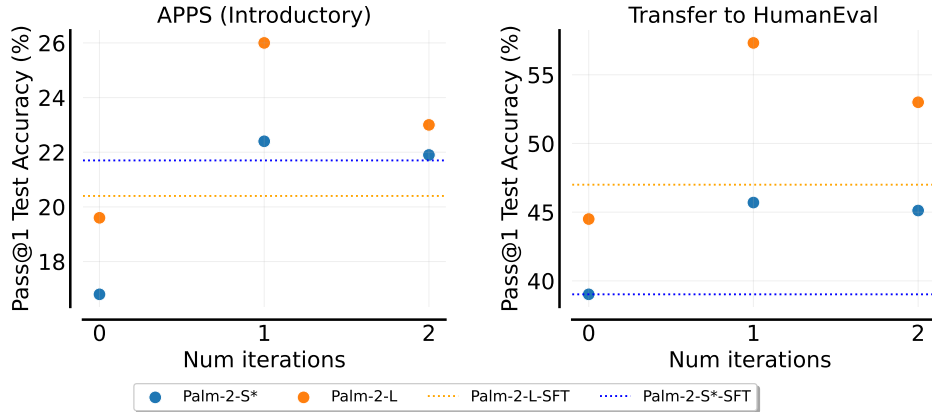 APPS (Introductory)
Pass@1 Test Accuracy (%)
26
24
22
20
18
0 1 2
Num iterations
Transfer to HumanEval
Pass@1 Test Accuracy (%)
55
50
45
40
0 1 2
Num iterations
Palm-2-S* Palm-2-L Palm-2-L-SFT Palm-2-S*-SFT